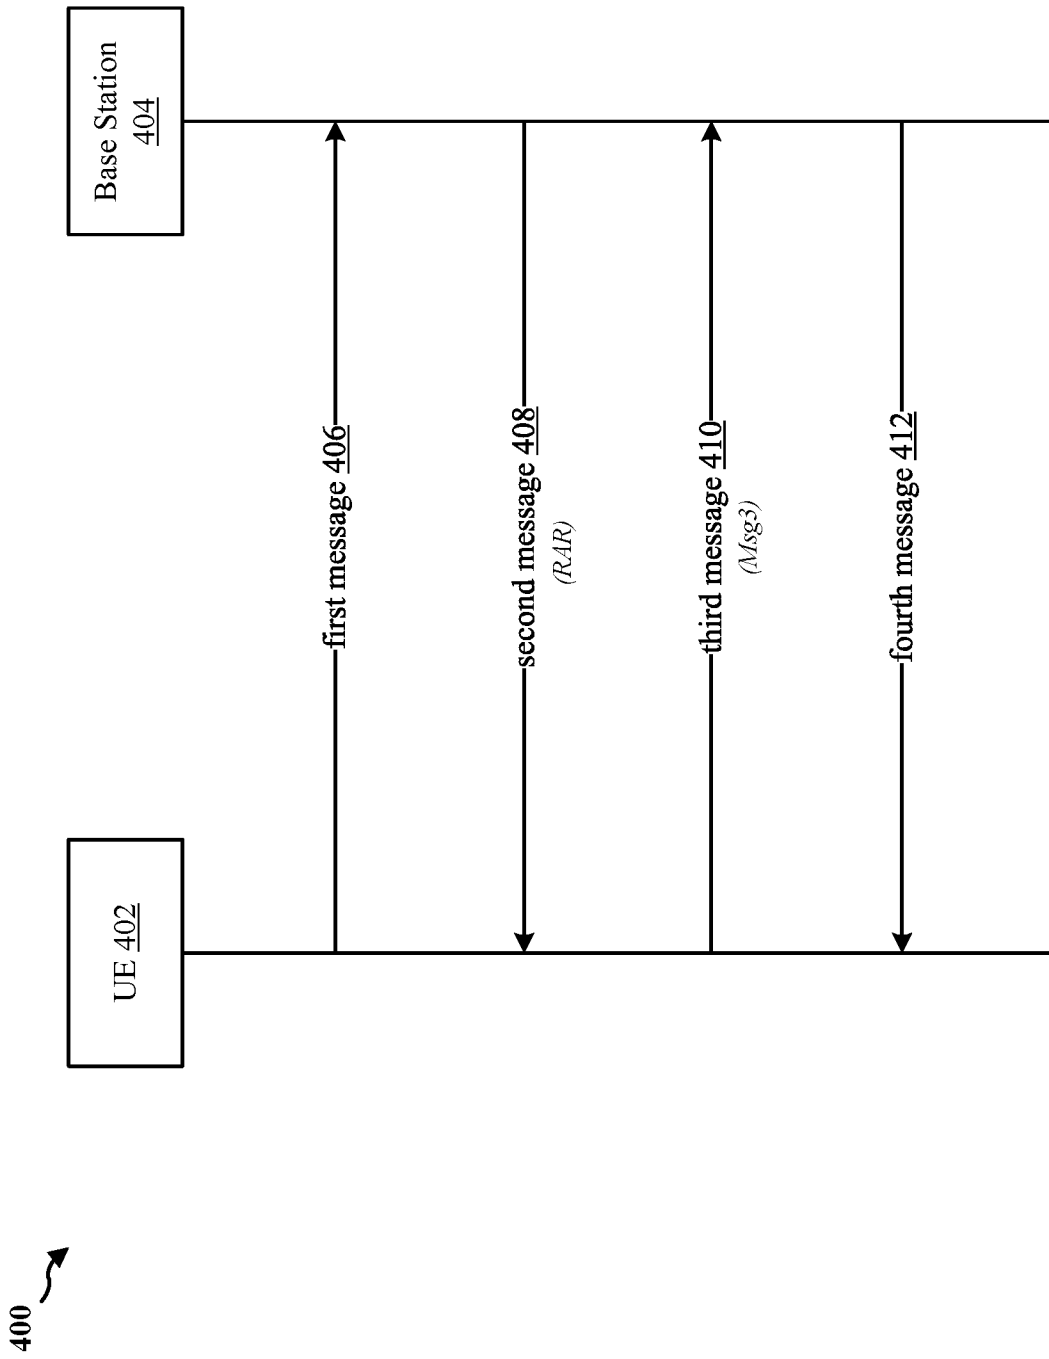 400
UE 402
Base Station
404
first message 406
second message 408
(RAR)
third message 410
(Msg3)
fourth message 412